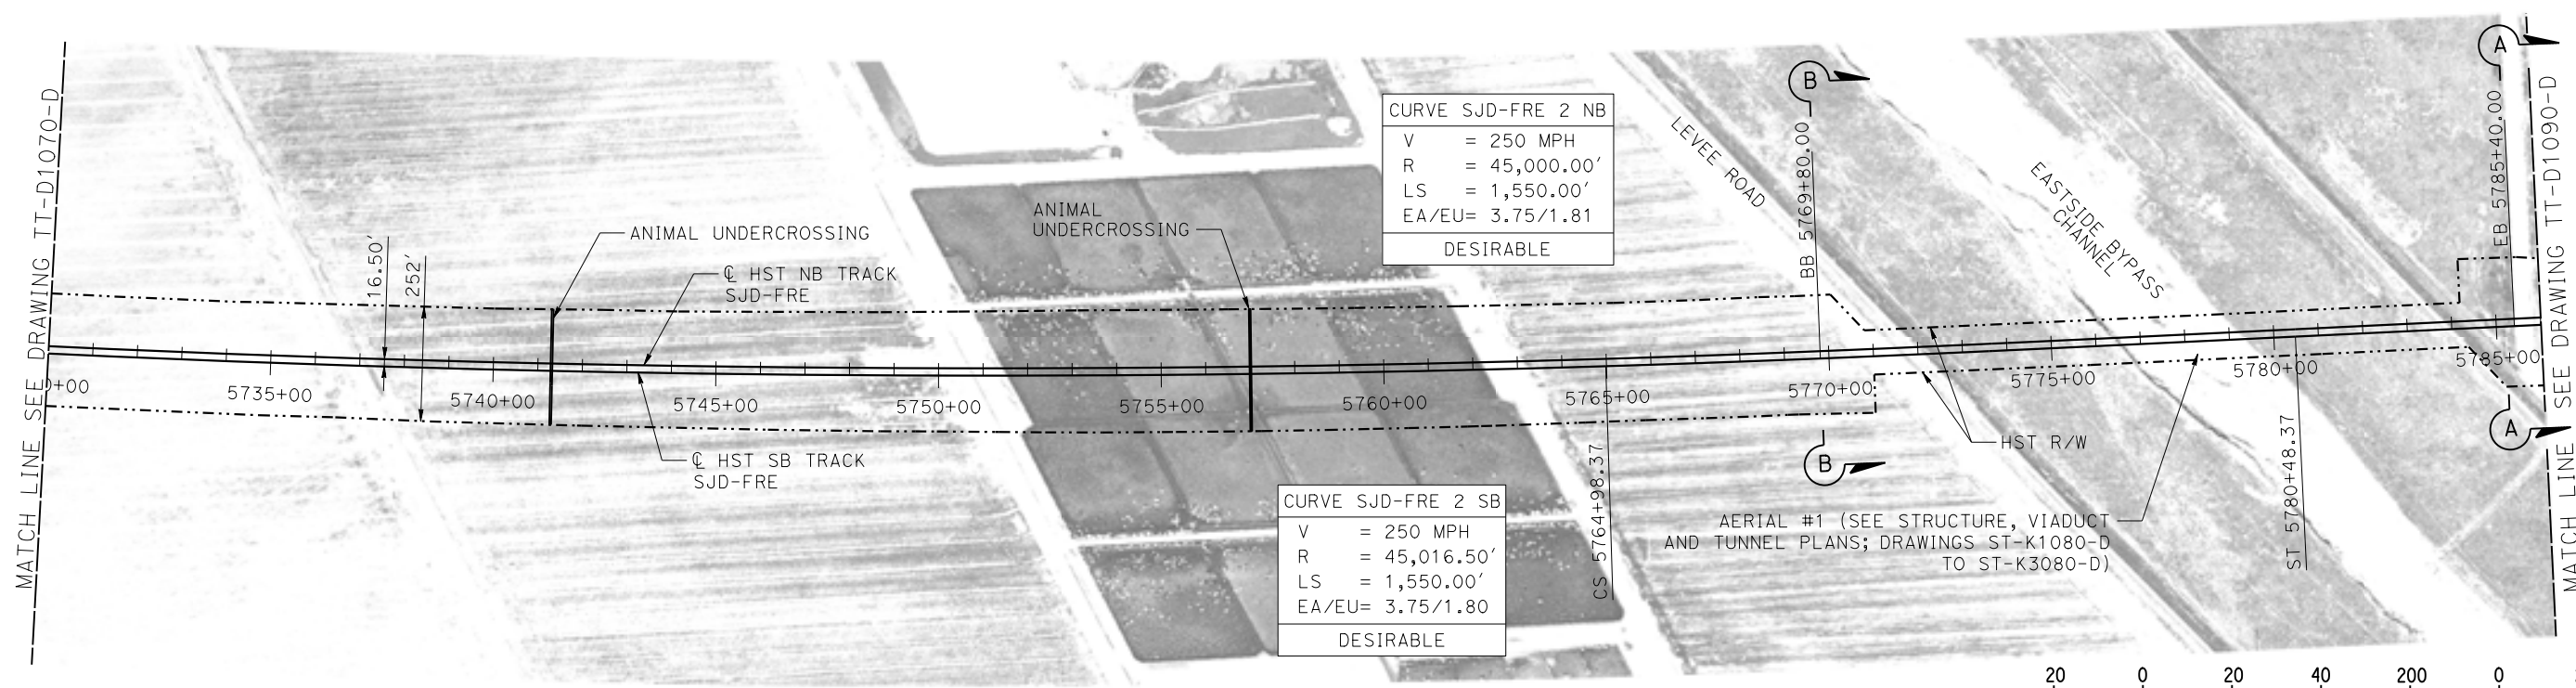 MATCH LINE SEE DRAWING TT-D1070-D
16.50'
252'
ANIMAL UNDERCROSSING
℄ HST NB TRACK
SJD-FRE
℄ HST SB TRACK
SJD-FRE
ANIMAL
UNDERCROSSING
CURVE SJD-FRE 2 NB
V = 250 MPH
R = 45,000.00'
LS = 1,550.00'
EA/EU= 3.75/1.81
DESIRABLE
CURVE SJD-FRE 2 SB
V = 250 MPH
R = 45,016.50'
LS = 1,550.00'
EA/EU= 3.75/1.80
DESIRABLE
0+00
5735+00
5740+00
5745+00
5750+00
5755+00
5760+00
5765+00
5770+00
5775+00
5780+00
5785+00
CS 5764+98.37
LEVEE ROAD
B
BB 5769+80.00
B
EASTSIDE BYPASS
CHANNEL
HST R/W
AERIAL #1 (SEE STRUCTURE, VIADUCT
AND TUNNEL PLANS; DRAWINGS ST-K1080-D
TO ST-K3080-D)
ST 5780+48.37
A
EB 5785+40.00
A
MATCH LINE SEE DRAWING TT-D1090-D
20 0 20 40 200 0